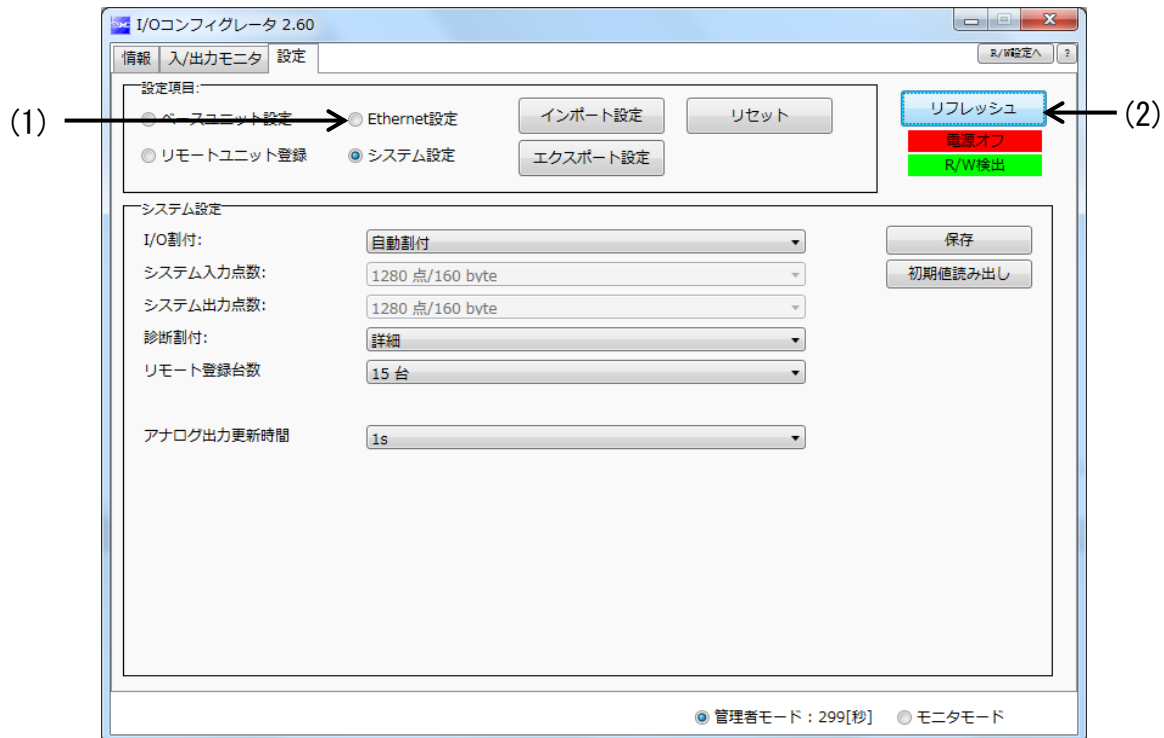 SMC I/Oコンフィグレータ 2.60
情報 入/出力モニタ 設定 R/W設定へ ?
設定項目:
(1) ベースユニット設定 Ethernet設定 インポート設定 リセット リフレッシュ (2)
電源オフ
リモートユニット登録 システム設定 エクスポート設定 R/W検出
システム設定
I/O割付: 自動割付 保存
システム入力点数: 1280 点/160 byte 初期値読み出し
システム出力点数: 1280 点/160 byte
診断割付: 詳細
リモート登録台数 15 台
アナログ出力更新時間 1s
管理者モード：299[秒] モニタモード